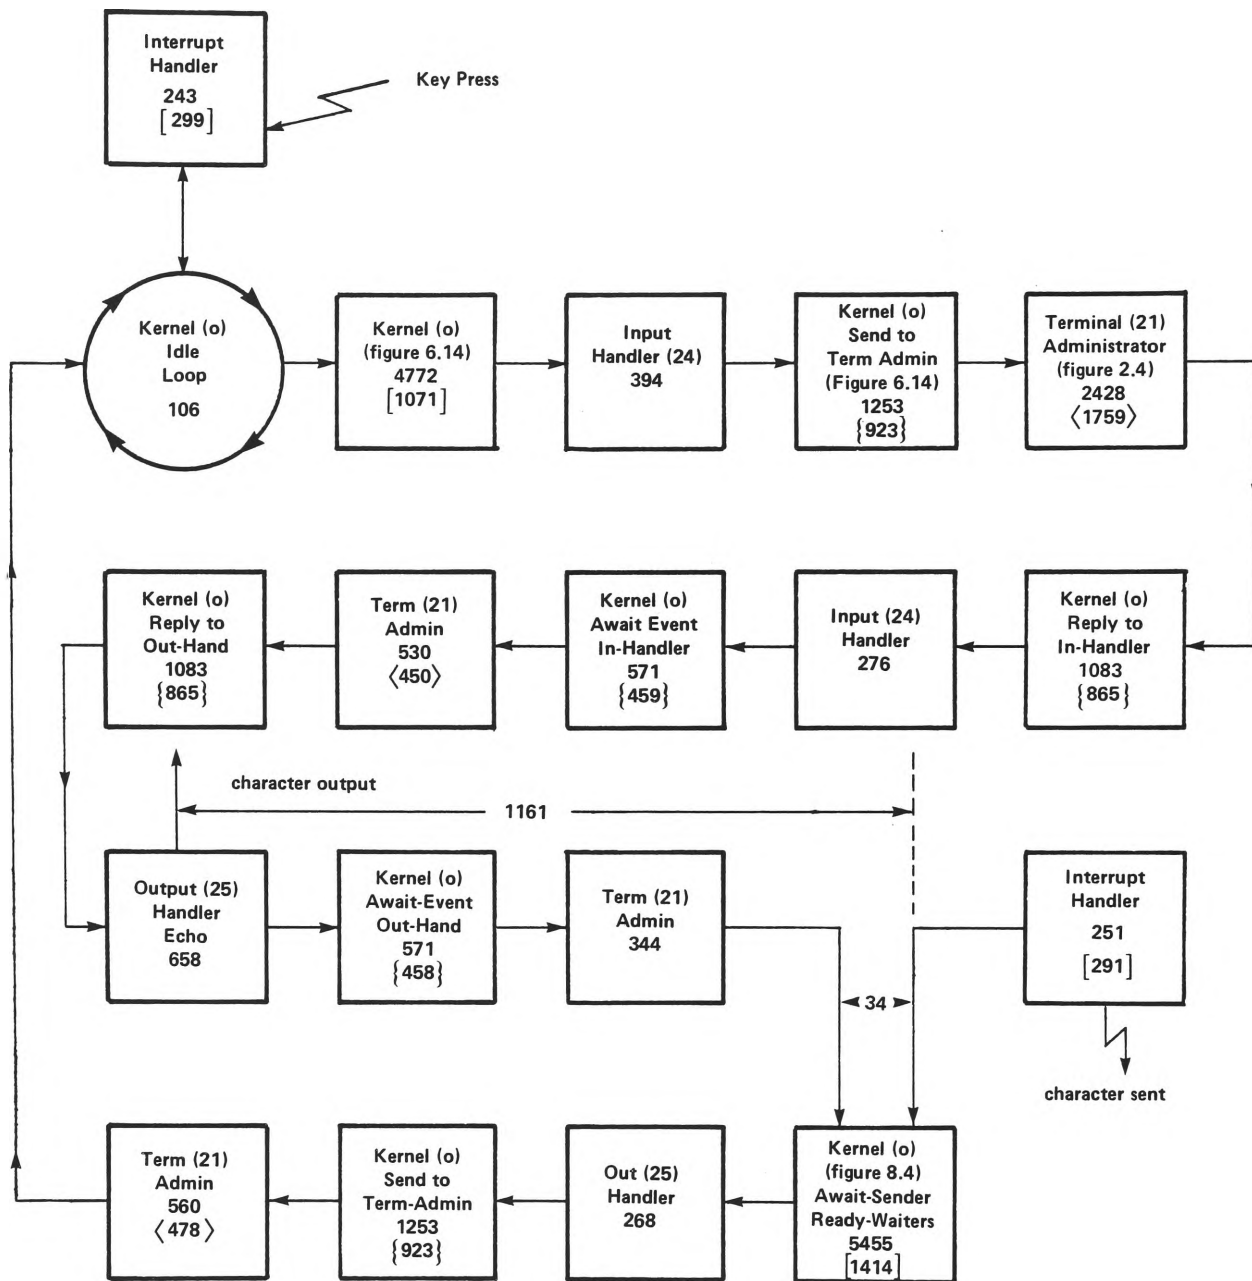 Interrupt
Handler
243
[299]
Key Press
Kernel (o)
Idle
Loop
106
Kernel (o)
(figure 6.14)
4772
[1071]
Input
Handler (24)
394
Kernel (o)
Send to
Term Admin
(Figure 6.14)
1253
{923}
Terminal (21)
Administrator
(figure 2.4)
2428
⟨1759⟩
Kernel (o)
Reply to
Out-Hand
1083
{865}
Term (21)
Admin
530
⟨450⟩
Kernel (o)
Await Event
In-Handler
571
{459}
Input (24)
Handler
276
Kernel (o)
Reply to
In-Handler
1083
{865}
character output
1161
Output (25)
Handler
Echo
658
Kernel (o)
Await-Event
Out-Hand
571
{458}
Term (21)
Admin
344
34
Interrupt
Handler
251
[291]
character sent
Term (21)
Admin
560
⟨478⟩
Kernel (o)
Send to
Term-Admin
1253
{923}
Out (25)
Handler
268
Kernel (o)
(figure 8.4)
Await-Sender
Ready-Waiters
5455
[1414]